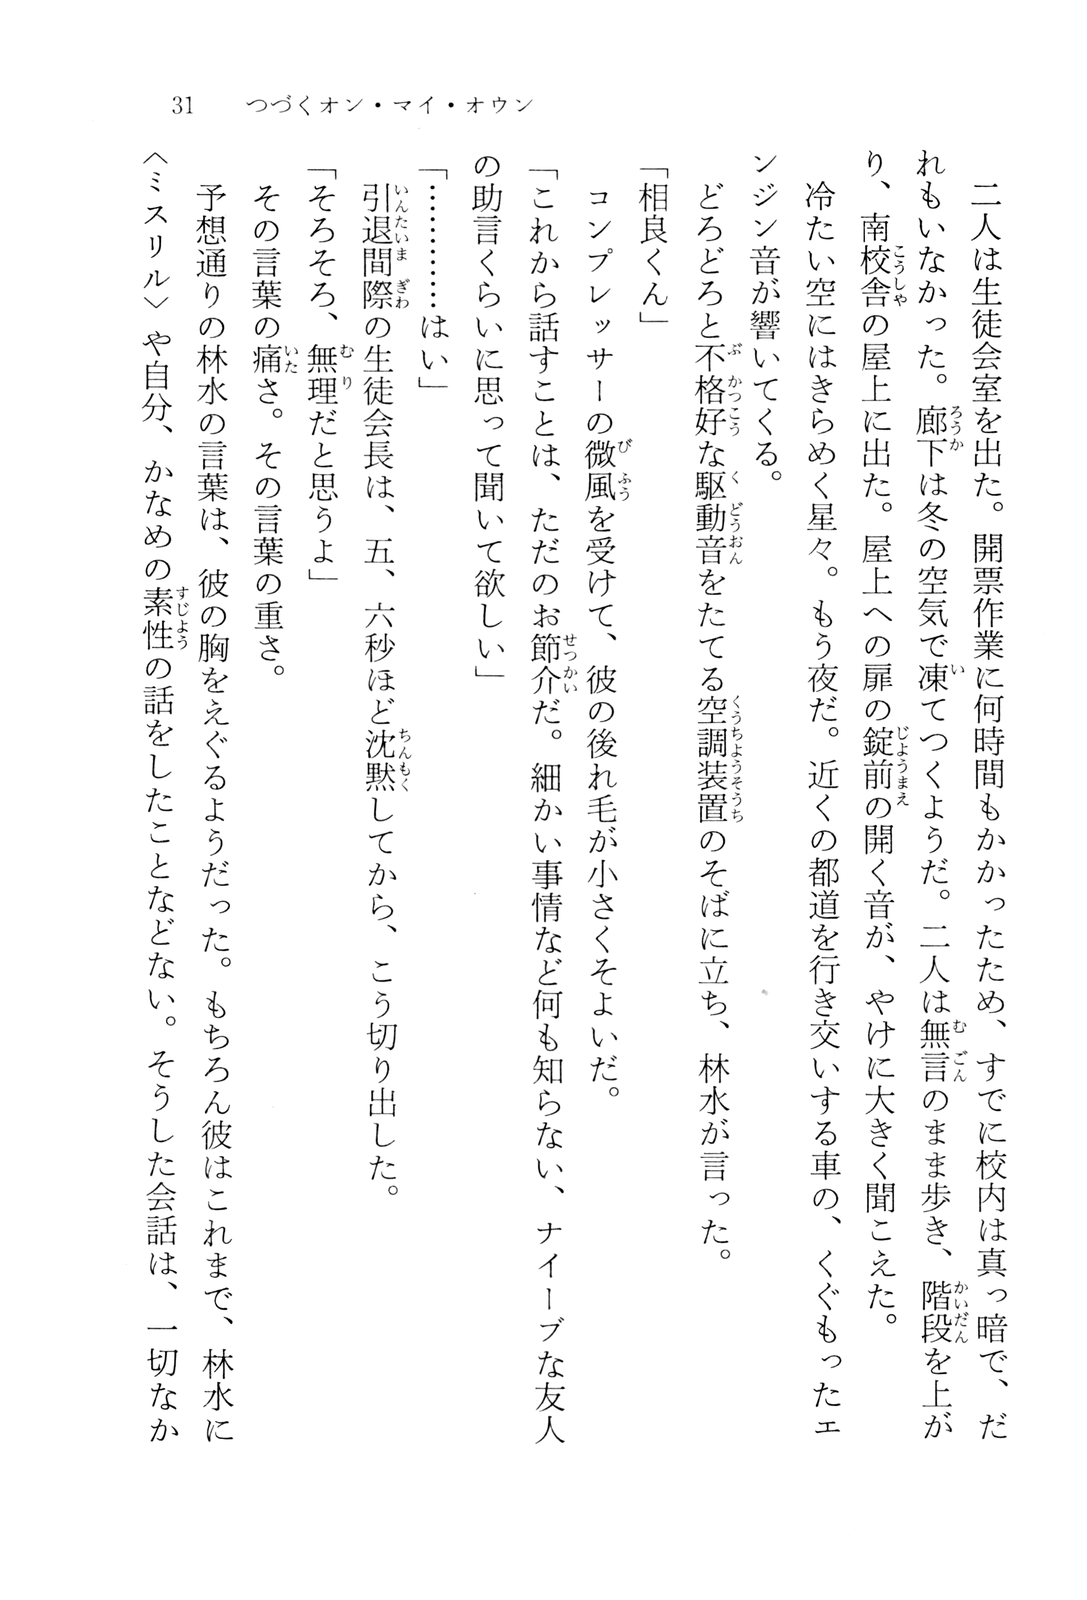 31　つづくオン・マイ・オウン
　二人は生徒会室を出た。開票作業に何時間もかかったため、すでに校内は真っ暗で、だ
れもいなかった。廊下は冬の空気で凍てつくようだ。二人は無言のまま歩き、階段を上が
り、南校舎の屋上に出た。屋上への扉の錠前の開く音が、やけに大きく聞こえた。
　冷たい空にはきらめく星々。もう夜だ。近くの都道を行き交いする車の、くぐもったエ
ンジン音が響いてくる。
　どろどろと不格好な駆動音をたてる空調装置のそばに立ち、林水が言った。
「相良くん」
　コンプレッサーの微風を受けて、彼の後れ毛が小さくそよいだ。
「これから話すことは、ただのお節介だ。細かい事情など何も知らない、ナイーブな友人
の助言くらいに思って聞いて欲しい」
「…………はい」
　引退間際の生徒会長は、五、六秒ほど沈黙してから、こう切り出した。
「そろそろ、無理だと思うよ」
　その言葉の痛さ。その言葉の重さ。
　予想通りの林水の言葉は、彼の胸をえぐるようだった。もちろん彼はこれまで、林水に
〈ミスリル〉や自分、かなめの素性の話をしたことなどない。そうした会話は、一切なか